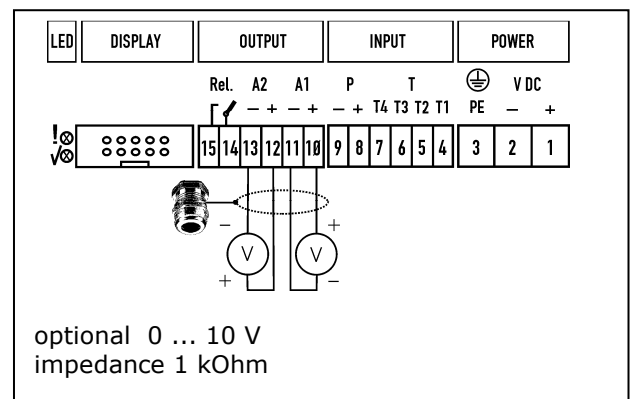 LED DISPLAY OUTPUT INPUT POWER
Rel. A2 A1 P T V DC
− + − + − + T4 T3 T2 T1 PE − +
! 15 14 13 12 11 10 9 8 7 6 5 4 3 2 1
√
− +
V V
+ −
optional 0 ... 10 V
impedance 1 kOhm